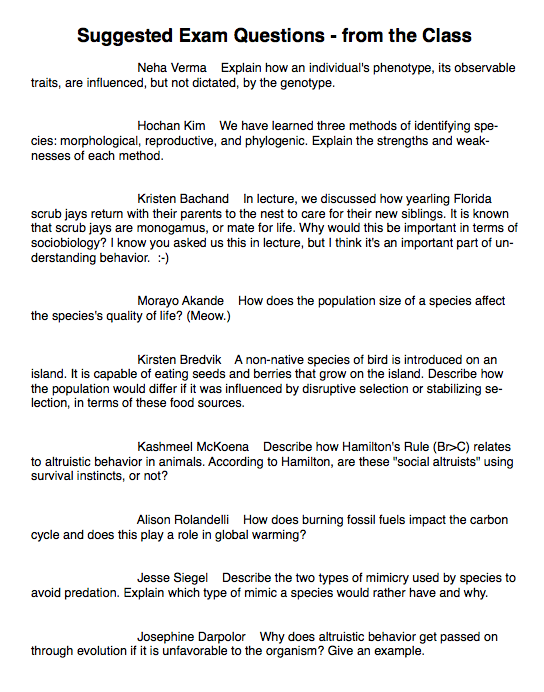 Suggested Exam Questions - from the Class
Neha Verma    Explain how an individual's phenotype, its observable
traits, are influenced, but not dictated, by the genotype.
Hochan Kim    We have learned three methods of identifying spe-
cies: morphological, reproductive, and phylogenic. Explain the strengths and weak-
nesses of each method.
Kristen Bachand    In lecture, we discussed how yearling Florida
scrub jays return with their parents to the nest to care for their new siblings. It is known
that scrub jays are monogamus, or mate for life. Why would this be important in terms of
sociobiology? I know you asked us this in lecture, but I think it's an important part of un-
derstanding behavior.  :-)
Morayo Akande    How does the population size of a species affect
the species's quality of life? (Meow.)
Kirsten Bredvik    A non-native species of bird is introduced on an
island. It is capable of eating seeds and berries that grow on the island. Describe how
the population would differ if it was influenced by disruptive selection or stabilizing se-
lection, in terms of these food sources.
Kashmeel McKoena    Describe how Hamilton's Rule (Br>C) relates
to altruistic behavior in animals. According to Hamilton, are these "social altruists" using
survival instincts, or not?
Alison Rolandelli    How does burning fossil fuels impact the carbon
cycle and does this play a role in global warming?
Jesse Siegel    Describe the two types of mimicry used by species to
avoid predation. Explain which type of mimic a species would rather have and why.
Josephine Darpolor    Why does altruistic behavior get passed on
through evolution if it is unfavorable to the organism? Give an example.